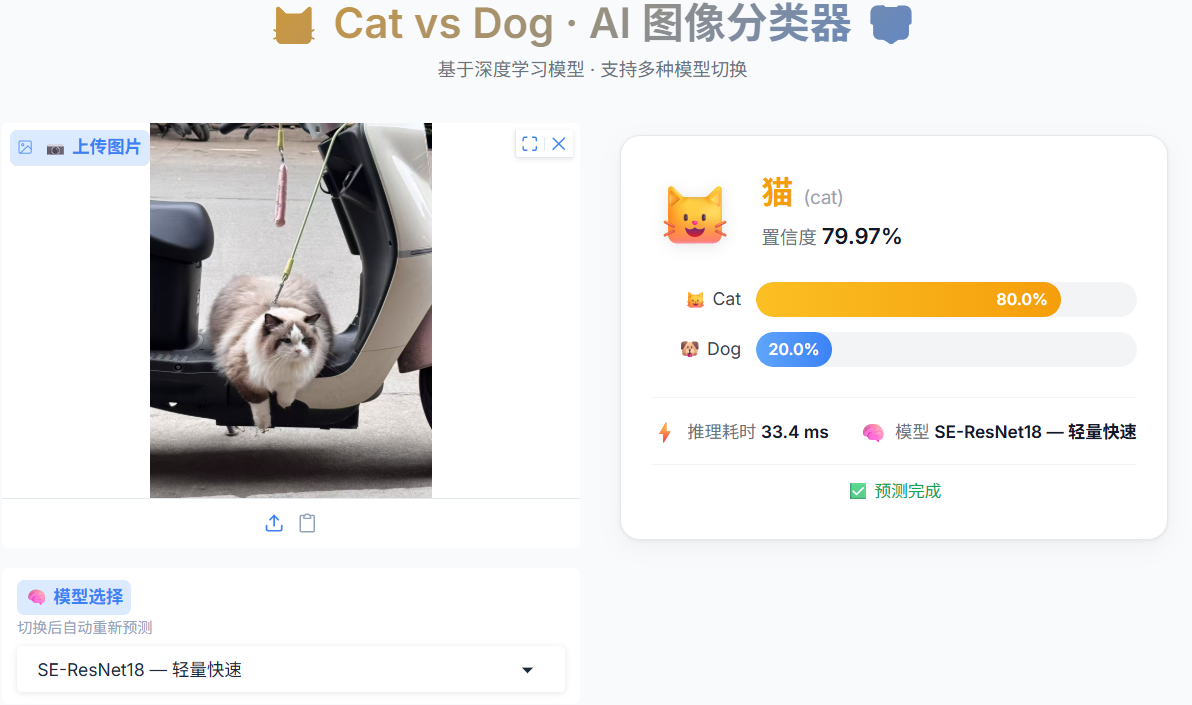 Cat vs Dog · AI 图像分类器
基于深度学习模型 · 支持多种模型切换
上传图片
猫 (cat)
置信度 79.97%
Cat 80.0%
Dog 20.0%
推理耗时 33.4 ms 模型 SE-ResNet18 — 轻量快速
预测完成
模型选择
切换后自动重新预测
SE-ResNet18 — 轻量快速